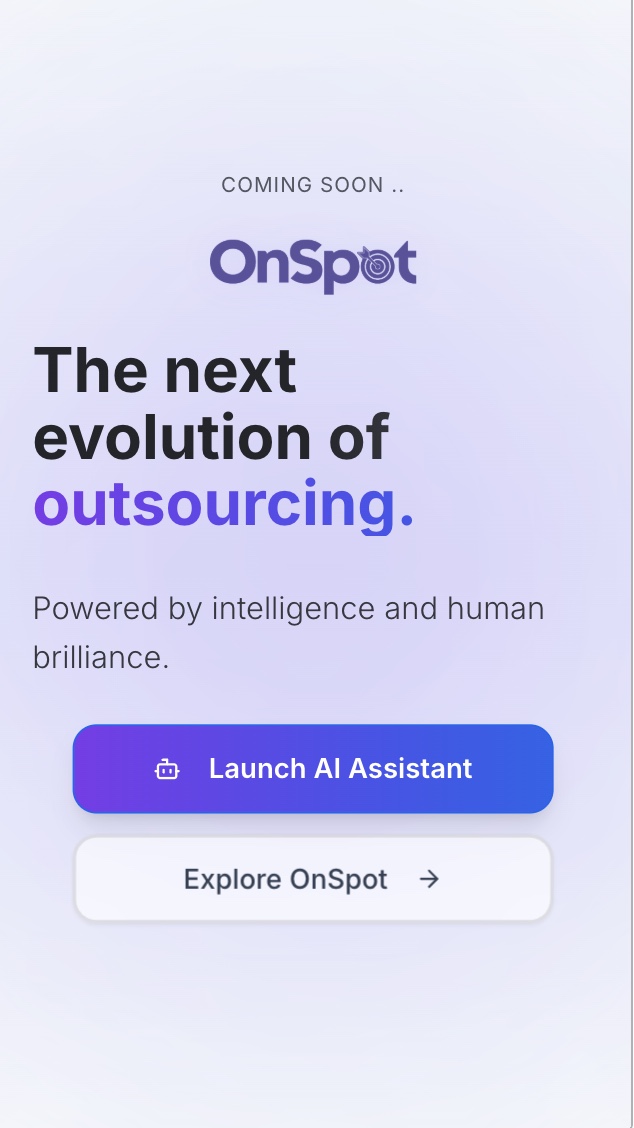 COMING SOON ..
OnSpot
The next
evolution of
outsourcing.
Powered by intelligence and human
brilliance.
Launch AI Assistant
Explore OnSpot →